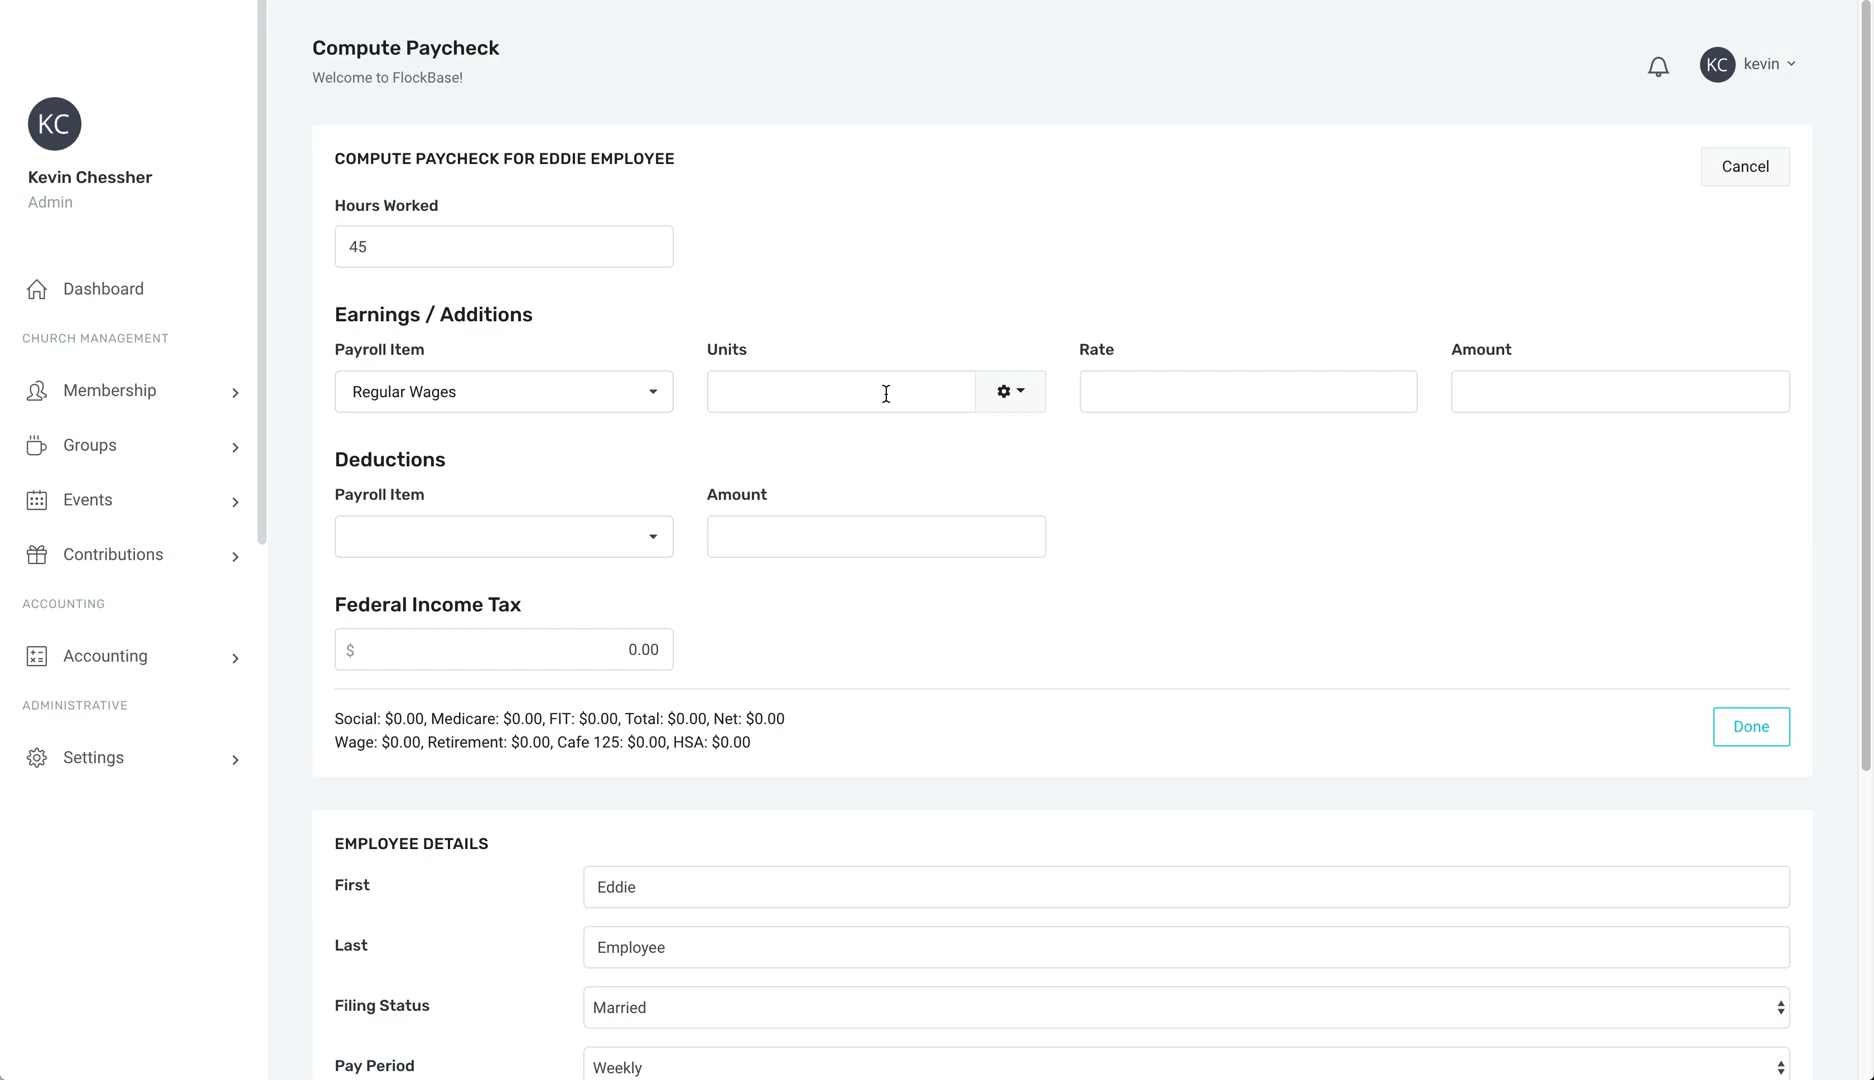 Compute Paycheck
Welcome to FlockBase!
KC
kevin
KC
Kevin Chessher
Admin
Dashboard
CHURCH MANAGEMENT
Membership
Groups
Events
Contributions
ACCOUNTING
Accounting
ADMINISTRATIVE
Settings
COMPUTE PAYCHECK FOR EDDIE EMPLOYEE
Cancel
Hours Worked
45
Earnings / Additions
Payroll Item Units Rate Amount
Regular Wages
Deductions
Payroll Item Amount
Federal Income Tax
$ 0.00
Social: $0.00, Medicare: $0.00, FIT: $0.00, Total: $0.00, Net: $0.00
Wage: $0.00, Retirement: $0.00, Cafe 125: $0.00, HSA: $0.00
Done
EMPLOYEE DETAILS
First Eddie
Last Employee
Filing Status Married
Pay Period Weekly